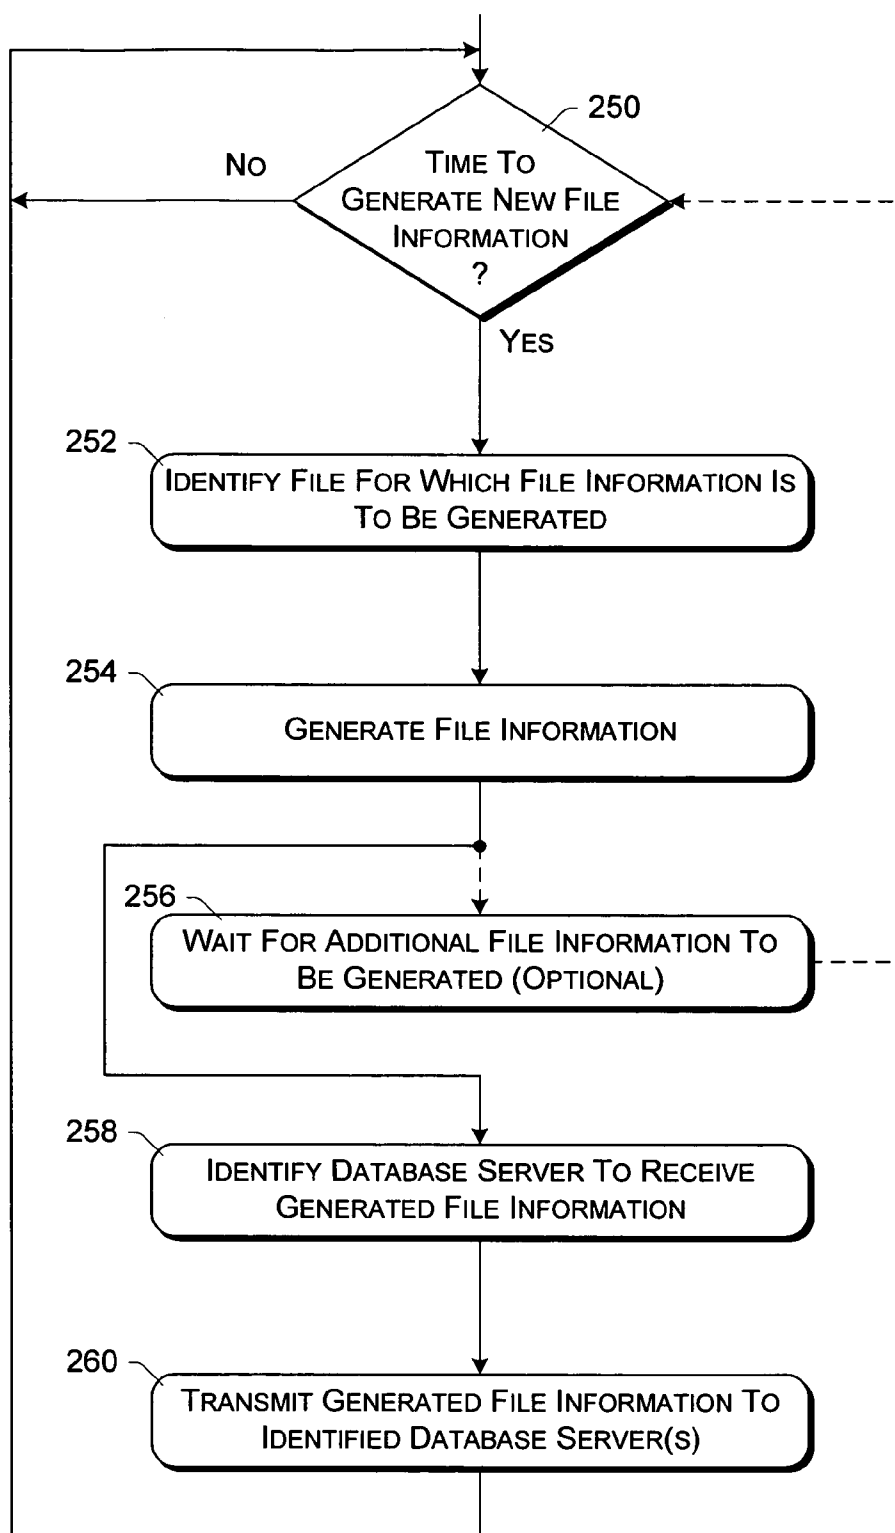 250
NO
TIME TO
GENERATE NEW FILE
INFORMATION
?
YES
252
IDENTIFY FILE FOR WHICH FILE INFORMATION IS
TO BE GENERATED
254
GENERATE FILE INFORMATION
256
WAIT FOR ADDITIONAL FILE INFORMATION TO
BE GENERATED (OPTIONAL)
258
IDENTIFY DATABASE SERVER TO RECEIVE
GENERATED FILE INFORMATION
260
TRANSMIT GENERATED FILE INFORMATION TO
IDENTIFIED DATABASE SERVER(S)